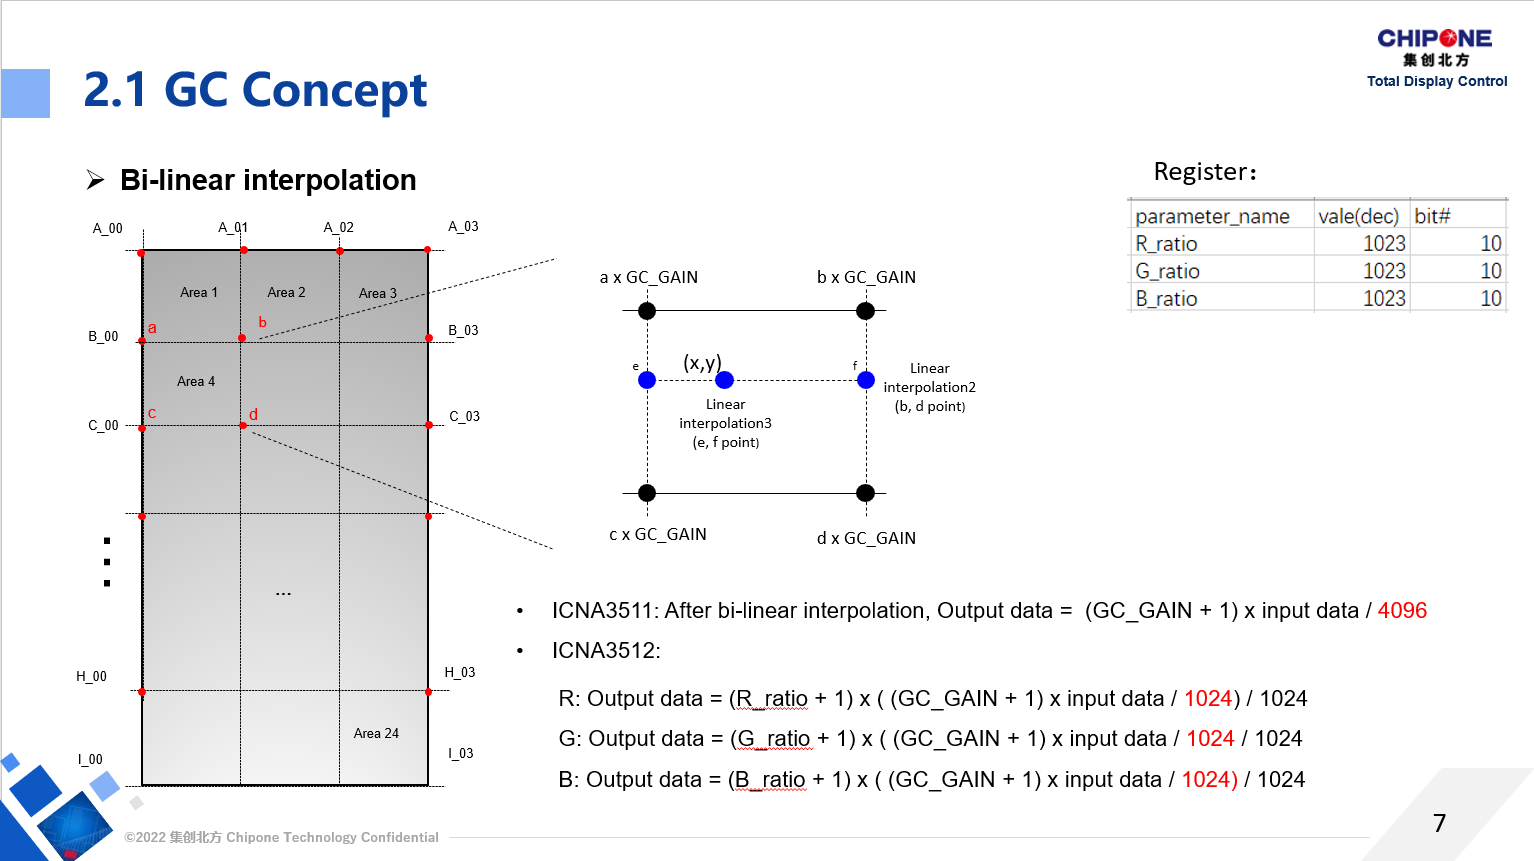 CHIPONE
集创北方
Total Display Control
2.1 GC Concept
Bi-linear interpolation
Register：
parameter_name vale(dec) bit#
R_ratio 1023 10
G_ratio 1023 10
B_ratio 1023 10
A_00 A_01 A_02 A_03
Area 1 Area 2 Area 3
a b
B_00 B_03
Area 4
c d
C_00 C_03
...
H_00 H_03
Area 24
I_00 I_03
a x GC_GAIN b x GC_GAIN
e (x,y) f
Linear
interpolation2
(b, d point)
Linear
interpolation3
(e, f point)
c x GC_GAIN d x GC_GAIN
• ICNA3511: After bi-linear interpolation, Output data = (GC_GAIN + 1) x input data / 4096
• ICNA3512:
R: Output data = (R_ratio + 1) x ( (GC_GAIN + 1) x input data / 1024) / 1024
G: Output data = (G_ratio + 1) x ( (GC_GAIN + 1) x input data / 1024 / 1024
B: Output data = (B_ratio + 1) x ( (GC_GAIN + 1) x input data / 1024) / 1024
©2022 集创北方 Chipone Technology Confidential
7